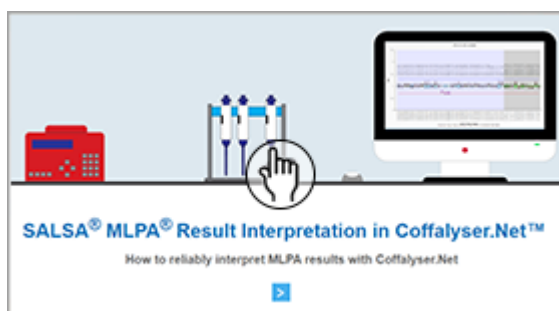 SALSA® MLPA® Result Interpretation in Coffalyser.Net™
How to reliably interpret MLPA results with Coffalyser.Net